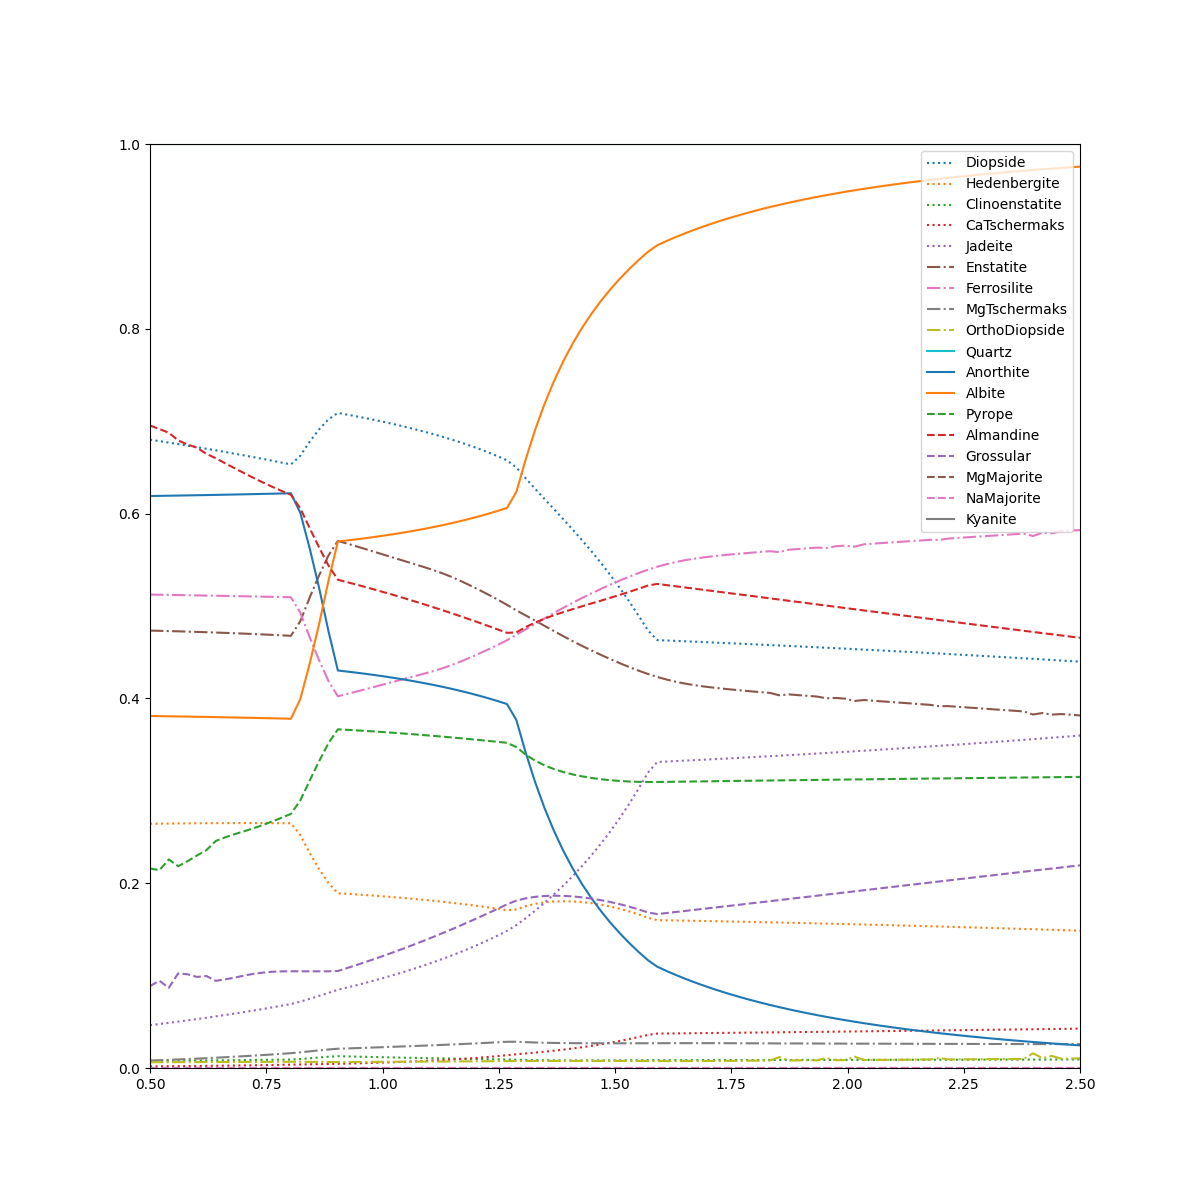 1.0
0.8
0.6
0.4
0.2
0.0
0.50 0.75 1.00 1.25 1.50 1.75 2.00 2.25 2.50
Diopside
Hedenbergite
Clinoenstatite
CaTschermaks
Jadeite
Enstatite
Ferrosilite
MgTschermaks
OrthoDiopside
Quartz
Anorthite
Albite
Pyrope
Almandine
Grossular
MgMajorite
NaMajorite
Kyanite